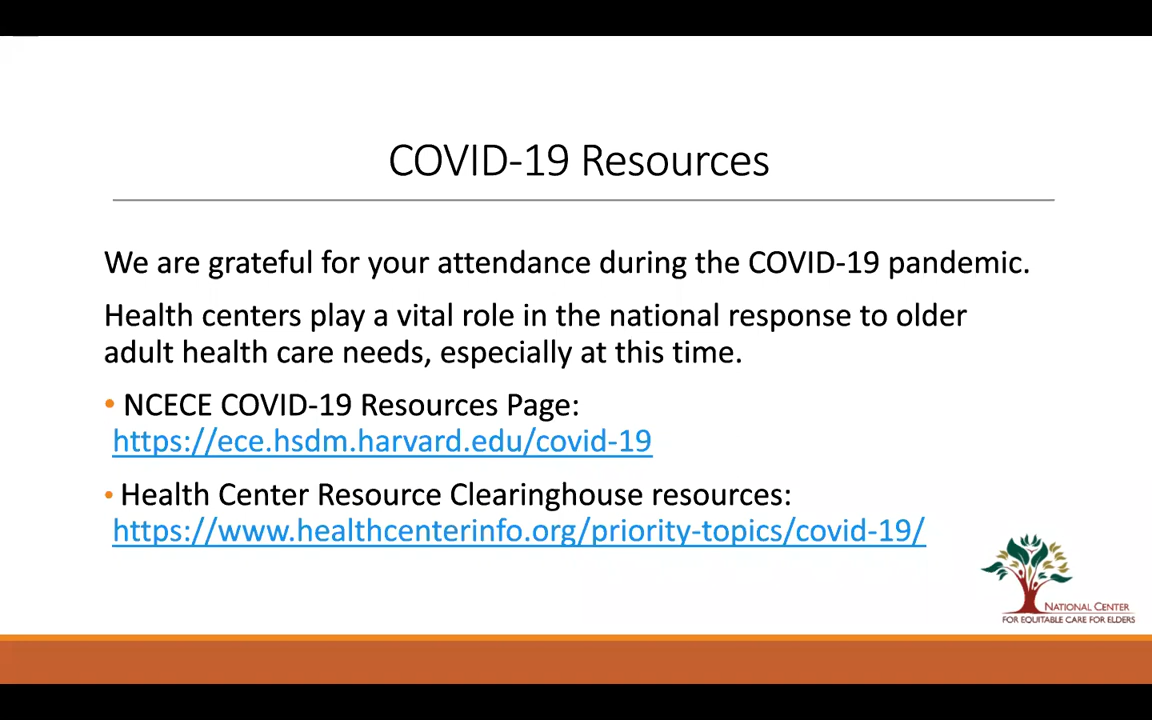 COVID-19 Resources
We are grateful for your attendance during the COVID-19 pandemic.
Health centers play a vital role in the national response to older
adult health care needs, especially at this time.
• NCECE COVID-19 Resources Page:
https://ece.hsdm.harvard.edu/covid-19
• Health Center Resource Clearinghouse resources:
https://www.healthcenterinfo.org/priority-topics/covid-19/
NATIONAL CENTER
FOR EQUITABLE CARE FOR ELDERS